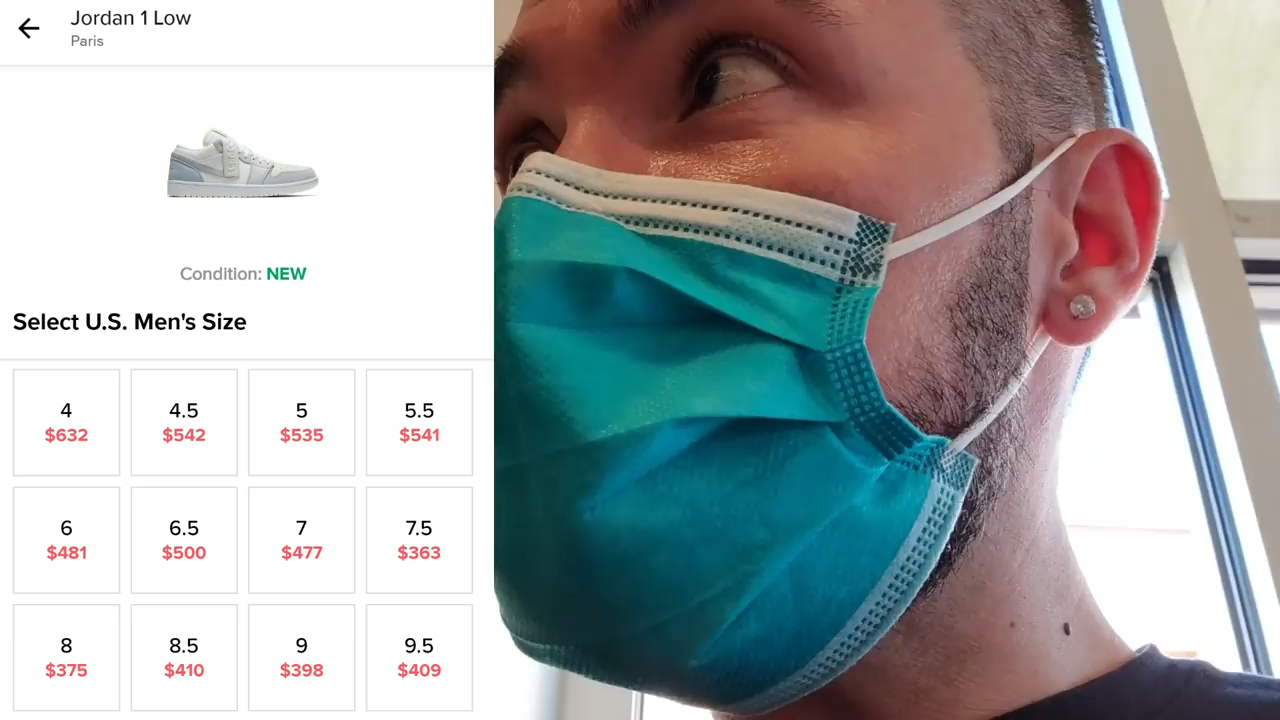 Jordan 1 Low
Paris
Condition: NEW
Select U.S. Men's Size
4 4.5 5 5.5
$632 $542 $535 $541
6 6.5 7 7.5
$481 $500 $477 $363
8 8.5 9 9.5
$375 $410 $398 $409